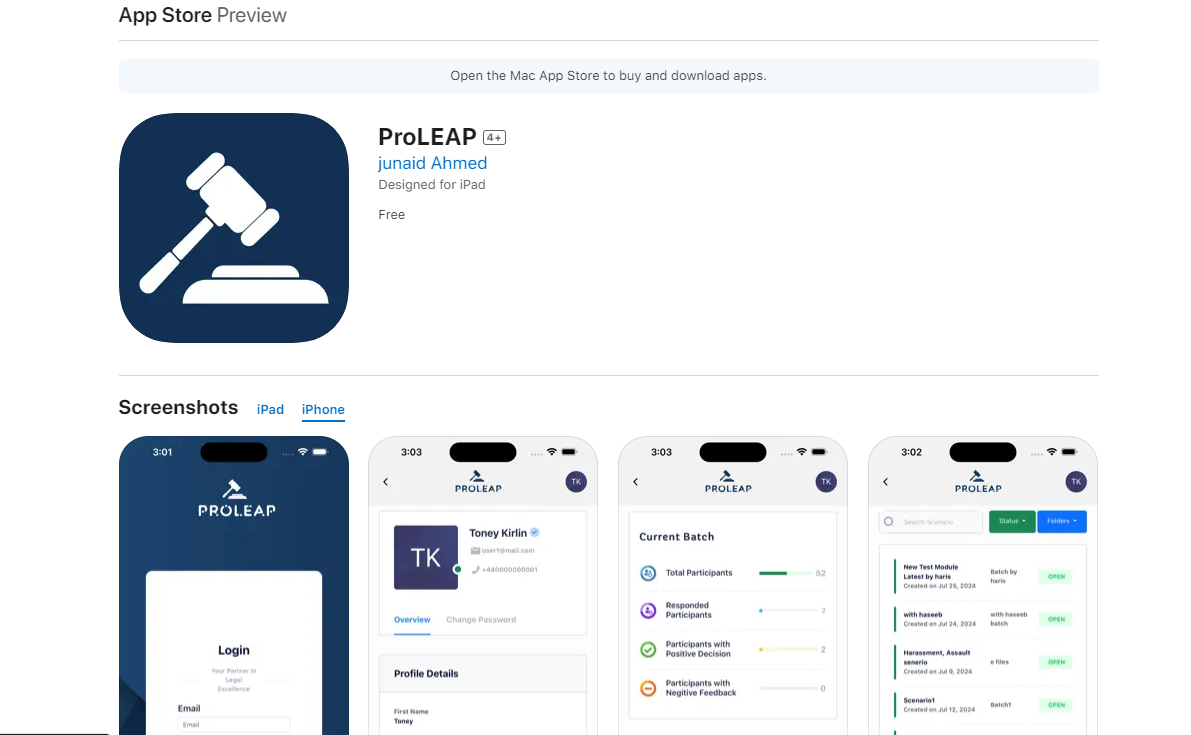 App Store Preview
Open the Mac App Store to buy and download apps.
ProLEAP 4+
junaid Ahmed
Designed for iPad
Free
Screenshots iPad iPhone
3:01
PROLEAP
Login
Your Partner in
Legal
Excellence
Email
Email
3:03
PROLEAP
TK
TK
Toney Kirlin
user1@mail.com
+440000000001
Overview Change Password
Profile Details
First Name
Toney
3:03
PROLEAP
TK
Current Batch
Total Participants 52
Responded
Participants
2
Participants with
Positive Decision
2
Participants with
Negitive Feedback
0
3:02
PROLEAP
TK
Search Scenario Status Folders
New Test Module
Latest by haris
Created on Jul 25, 2024
Batch by
haris
OPEN
with haseeb
Created on Jul 24, 2024
with haseeb
batch
OPEN
Harassment, Assault
senerio
Created on Jul 9, 2024
e files
OPEN
Scenario1
Created on Jul 12, 2024
Batch1
OPEN